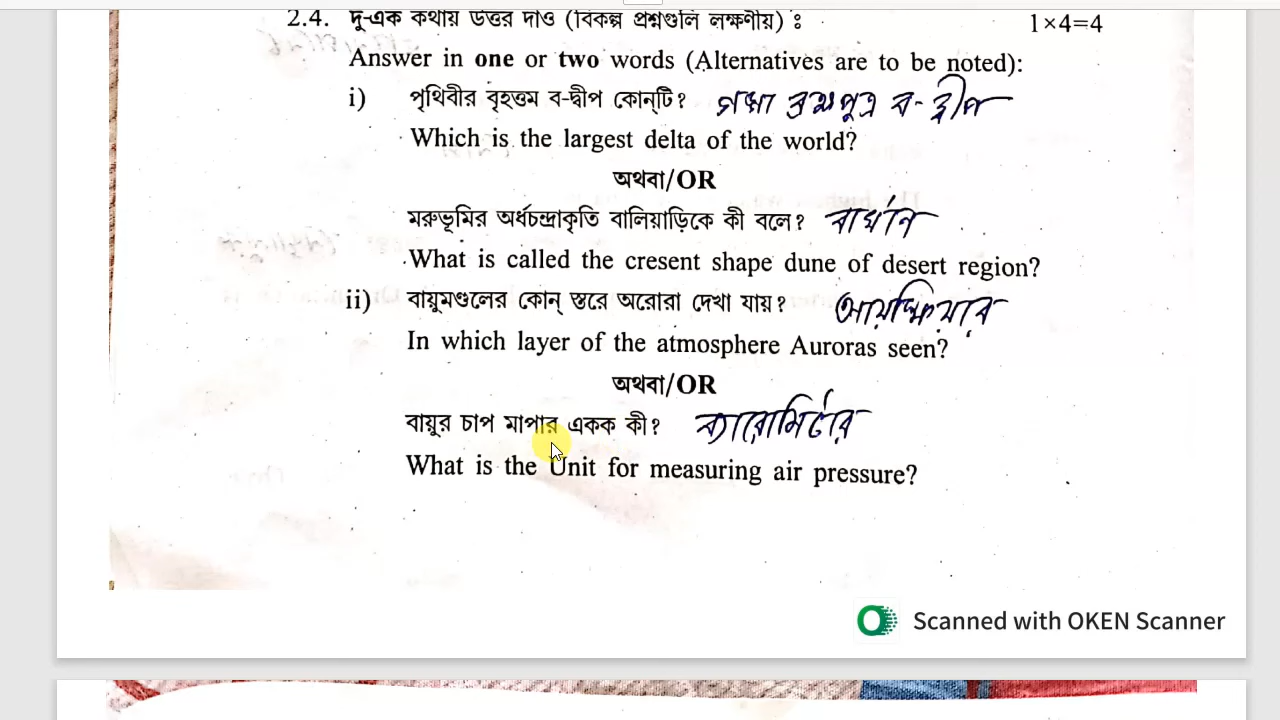 2.4. দু-এক কথায় উত্তর দাও (বিকল্প প্রশ্নগুলি লক্ষণীয়) : 1×4=4
Answer in one or two words (Alternatives are to be noted):
i) পৃথিবীর বৃহত্তম ব-দ্বীপ কোন্‌টি? গঙ্গা ব্রহ্মপুত্র ব-দ্বীপ
Which is the largest delta of the world?
অথবা/OR
মরুভূমির অর্ধচন্দ্রাকৃতি বালিয়াড়িকে কী বলে? বার্খান
What is called the cresent shape dune of desert region?
ii) বায়ুমণ্ডলের কোন্ স্তরে অরোরা দেখা যায়?
In which layer of the atmosphere Auroras seen?
অথবা/OR
বায়ুর চাপ মাপার একক কী? ব্যারোমিটার
What is the Unit for measuring air pressure?
Scanned with OKEN Scanner